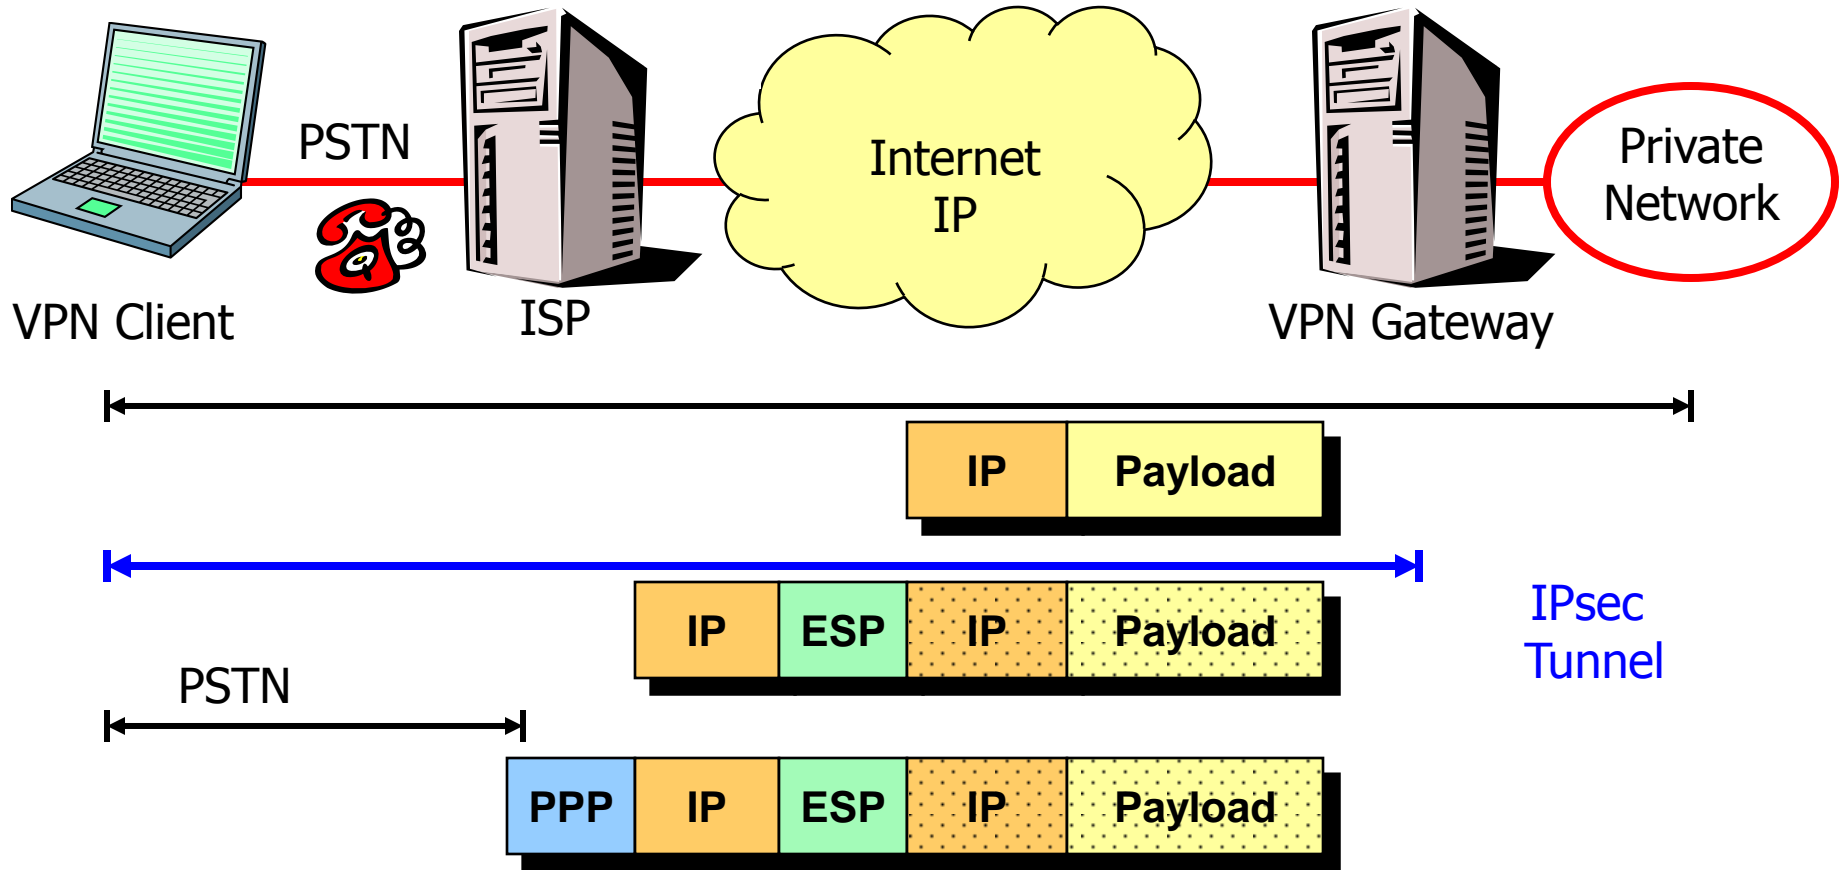 PSTN
Internet
IP
Private
Network
VPN Client
ISP
VPN Gateway
IP Payload
IP ESP IP Payload
IPsec
Tunnel
PSTN
PPP IP ESP IP Payload